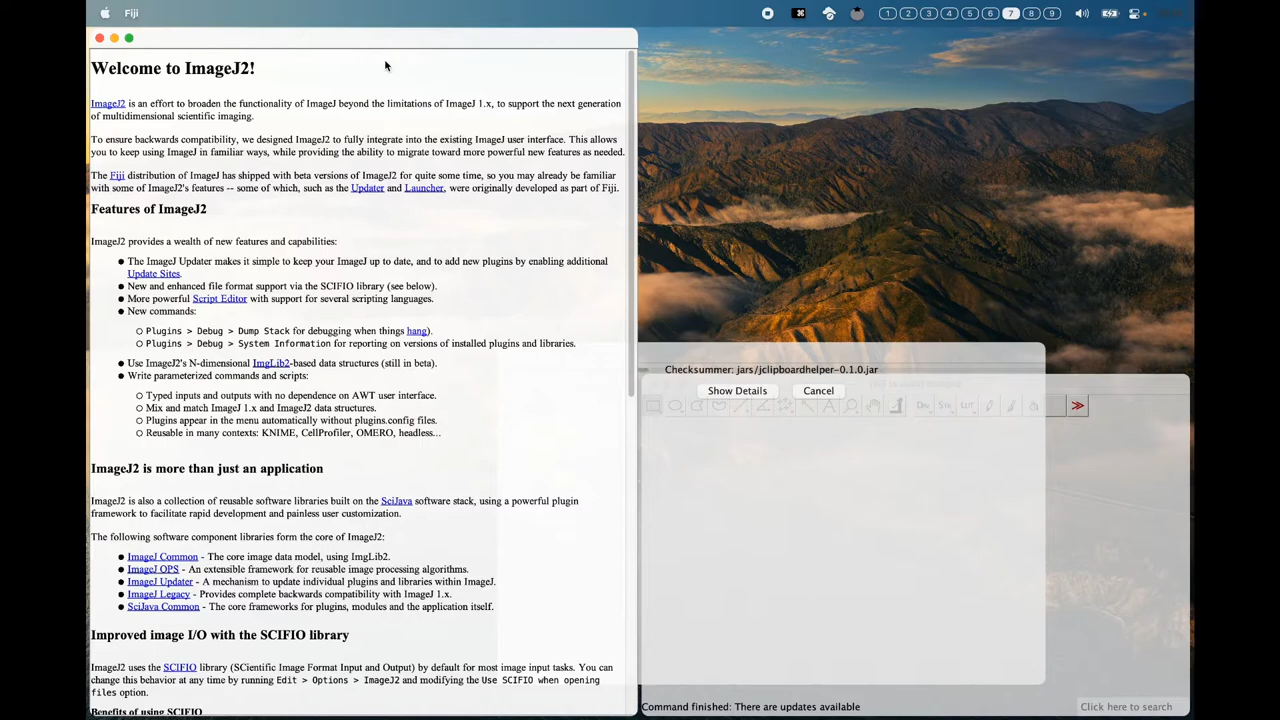 Fiji
1 2 3 4 5 6 7 8 9
Welcome to ImageJ2!
ImageJ2 is an effort to broaden the functionality of ImageJ beyond the limitations of ImageJ 1.x, to support the next generation
of multidimensional scientific imaging.
To ensure backwards compatibility, we designed ImageJ2 to fully integrate into the existing ImageJ user interface. This allows
you to keep using ImageJ in familiar ways, while providing the ability to migrate toward more powerful new features as needed.
The Fiji distribution of ImageJ has shipped with beta versions of ImageJ2 for quite some time, so you may already be familiar
with some of ImageJ2's features -- some of which, such as the Updater and Launcher, were originally developed as part of Fiji.
Features of ImageJ2
ImageJ2 provides a wealth of new features and capabilities:
● The ImageJ Updater makes it simple to keep your ImageJ up to date, and to add new plugins by enabling additional
Update Sites.
● New and enhanced file format support via the SCIFIO library (see below).
● More powerful Script Editor with support for several scripting languages.
● New commands:
○ Plugins > Debug > Dump Stack for debugging when things hang).
○ Plugins > Debug > System Information for reporting on versions of installed plugins and libraries.
● Use ImageJ2's N-dimensional ImgLib2-based data structures (still in beta).
● Write parameterized commands and scripts:
○ Typed inputs and outputs with no dependence on AWT user interface.
○ Mix and match ImageJ 1.x and ImageJ2 data structures.
○ Plugins appear in the menu automatically without plugins.config files.
○ Reusable in many contexts: KNIME, CellProfiler, OMERO, headless...
ImageJ2 is more than just an application
ImageJ2 is also a collection of reusable software libraries built on the SciJava software stack, using a powerful plugin
framework to facilitate rapid development and painless user customization.
The following software component libraries form the core of ImageJ2:
● ImageJ Common - The core image data model, using ImgLib2.
● ImageJ OPS - An extensible framework for reusable image processing algorithms.
● ImageJ Updater - A mechanism to update individual plugins and libraries within ImageJ.
● ImageJ Legacy - Provides complete backwards compatibility with ImageJ 1.x.
● SciJava Common - The core frameworks for plugins, modules and the application itself.
Improved image I/O with the SCIFIO library
ImageJ2 uses the SCIFIO library (SCientific Image Format Input and Output) by default for most image input tasks. You can
change this behavior at any time by running Edit > Options > ImageJ2 and modifying the Use SCIFIO when opening
files option.
Benefits of using SCIFIO
Checksummer: jars/jclipboardhelper-0.1.0.jar
Show Details Cancel
Dev Stk LUT
Command finished: There are updates available
Click here to search